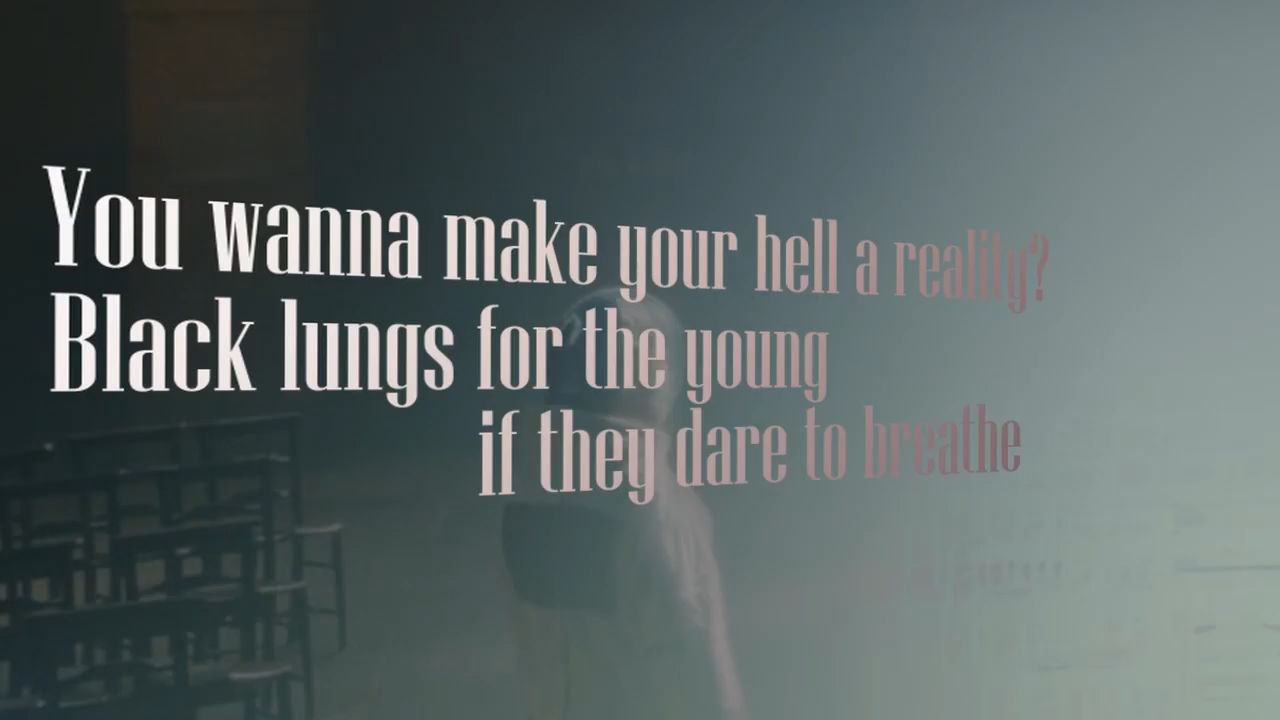 You wanna make your hell a reality?
Black lungs for the young
if they dare to breathe